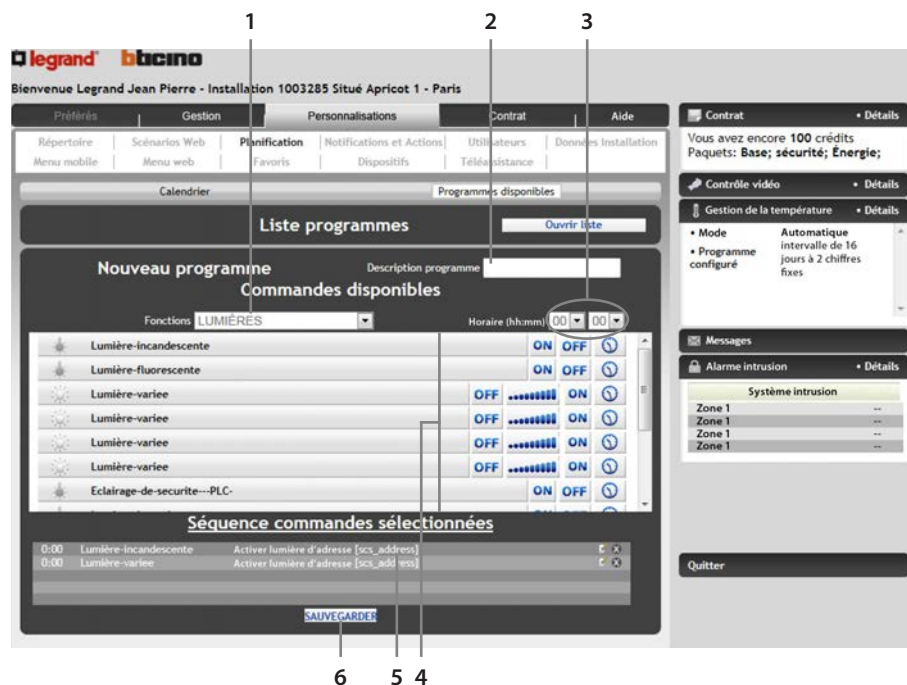 1 2 3
legrand bticino
Bienvenue Legrand Jean Pierre - Installation 1003285 Situé Apricot 1 - Paris
Préférés Gestion Personnalisations Contrat Aide
Répertoire Scénarios Web Planification Notifications et Actions Utilisateurs Données Installation
Menu mobile Menu web Favoris Dispositifs Téléassistance
Calendrier Programmes disponibles
Liste programmes Ouvrir liste
Nouveau programme Description programme
Commandes disponibles
Fonctions LUMIÈRES Horaire (hh:mm) 00 00
Lumière-incandescente ON OFF
Lumière-fluorescente ON OFF
Lumière-variee OFF ON
Lumière-variee OFF ON
Lumière-variee OFF ON
Lumière-variee OFF ON
Eclairage-de-securite---PLC- ON OFF
Séquence commandes sélectionnées
0:00 Lumière-incandescente Activer lumière d'adresse [scs_address]
0:00 Lumière-variee Activer lumière d'adresse [scs_address]
SAUVEGARDER
Contrat • Détails
Vous avez encore 100 crédits
Paquets: Base; sécurité; Énergie;
Contrôle vidéo • Détails
Gestion de la température • Détails
• Mode Automatique
intervalle de 16
• Programme jours à 2 chiffres
configuré fixes
Messages
Alarme intrusion • Détails
Système intrusion
Zone 1 --
Zone 1 --
Zone 1 --
Zone 1 --
Quitter
6 5 4